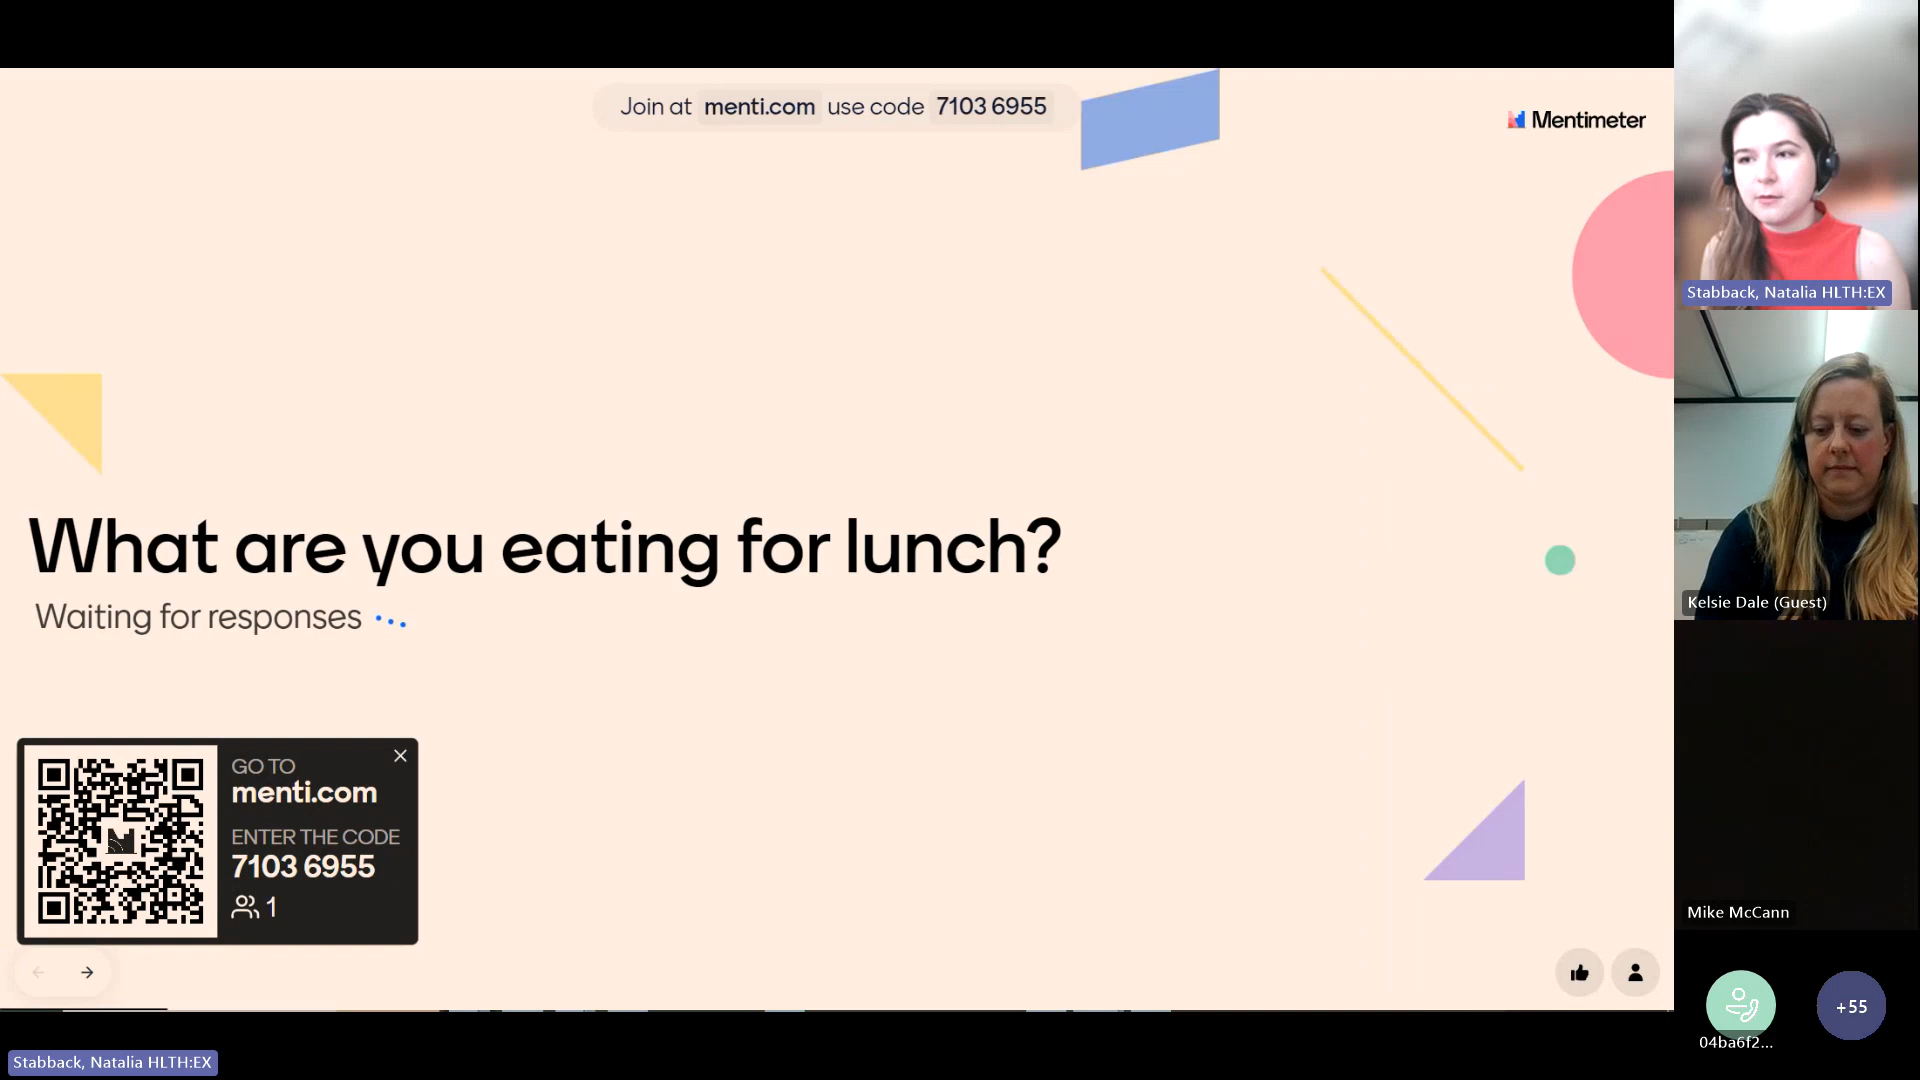 Join at menti.com use code 7103 6955
Mentimeter
Stabback, Natalia HLTH:EX
What are you eating for lunch?
Waiting for responses
Kelsie Dale (Guest)
GO TO
menti.com
ENTER THE CODE
7103 6955
1
Mike McCann
+55
04ba6f2...
Stabback, Natalia HLTH:EX